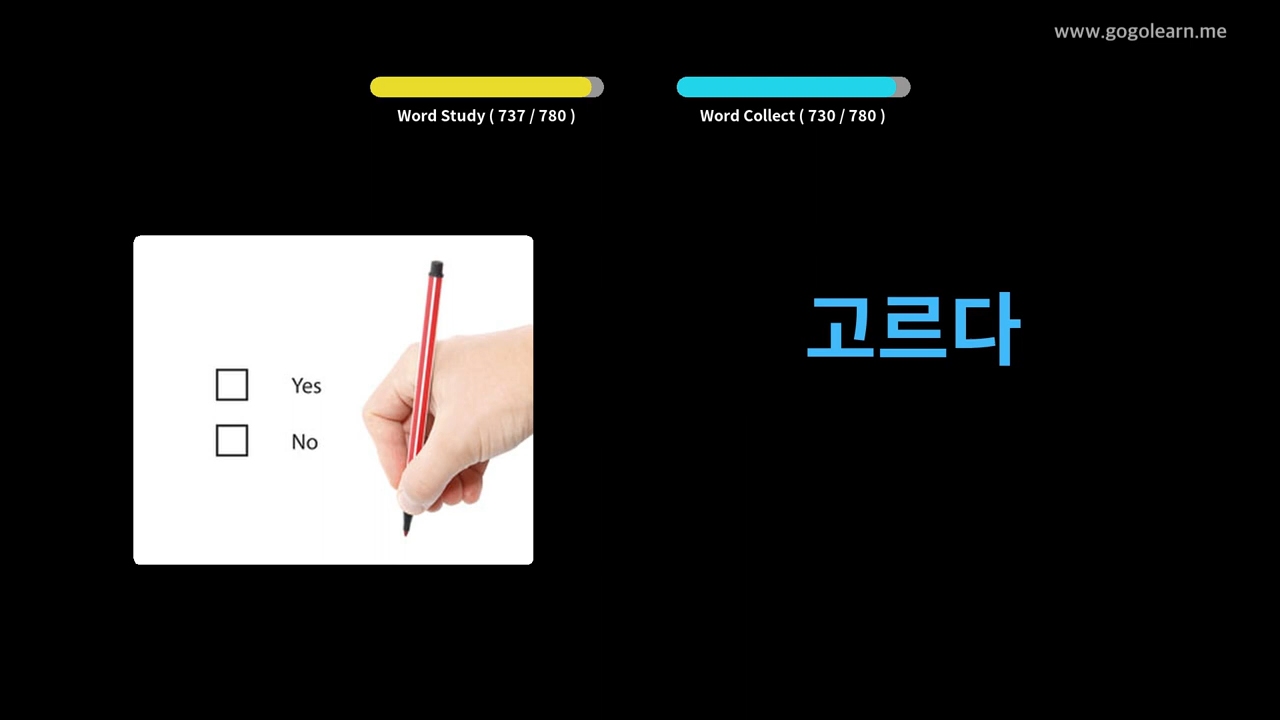 www.gogolearn.me
Word Study ( 737 / 780 )
Word Collect ( 730 / 780 )
고르다
Yes
No